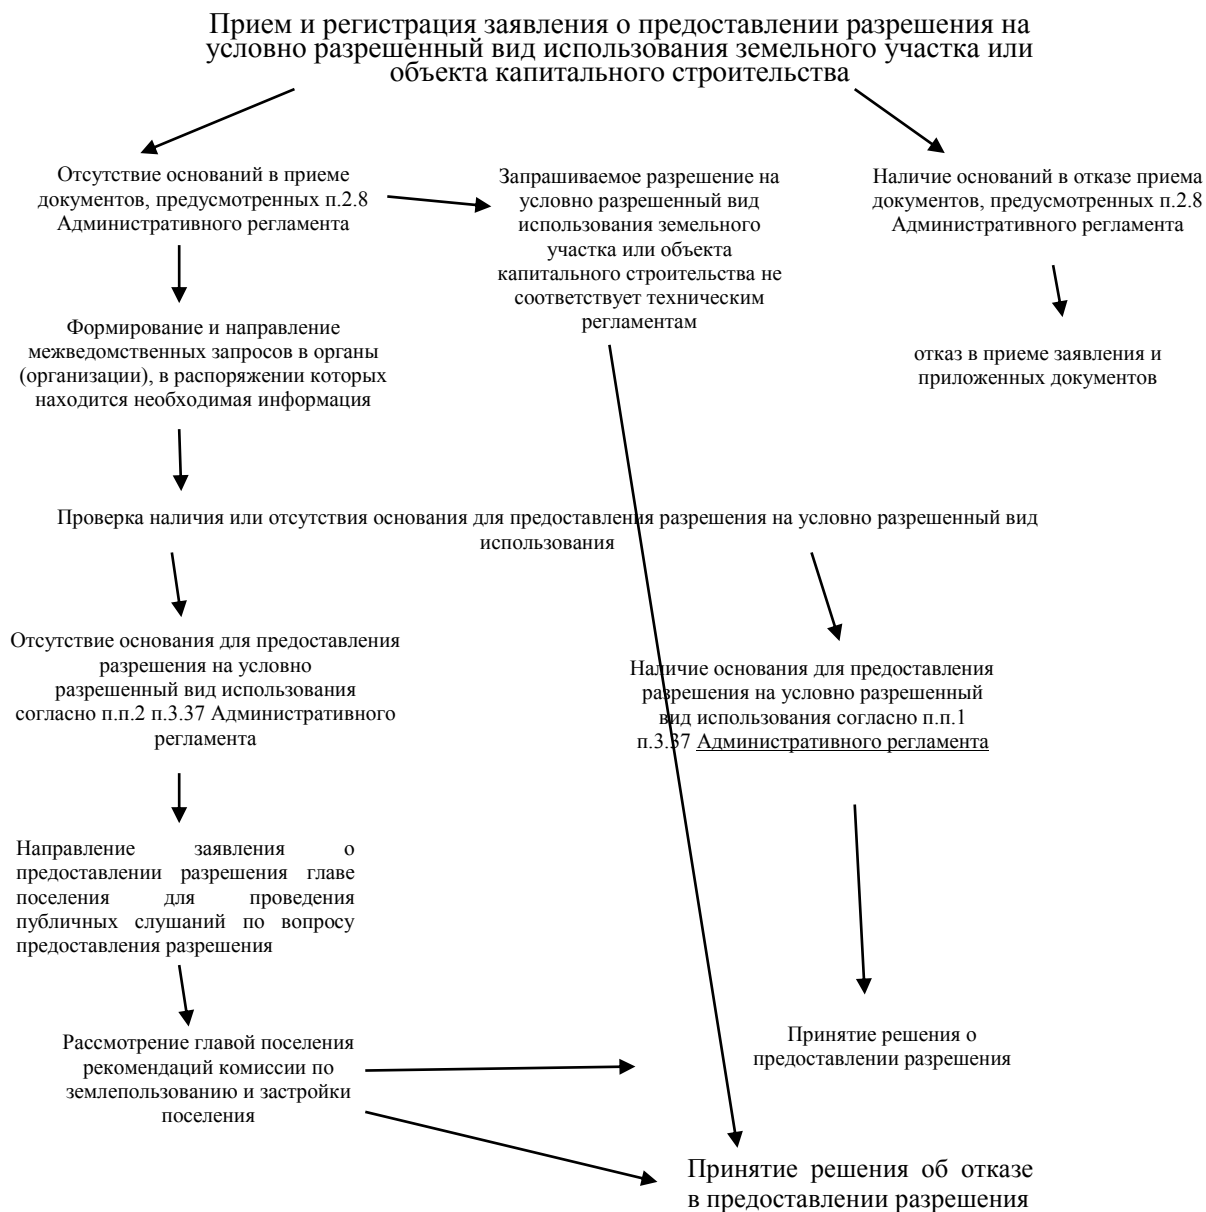 Прием и регистрация заявления о предоставлении разрешения на
условно разрешенный вид использования земельного участка или
объекта капитального строительства
Отсутствие оснований в приеме
документов, предусмотренных п.2.8
Административного регламента
Запрашиваемое разрешение на
условно разрешенный вид
использования земельного
участка или объекта
капитального строительства не
соответствует техническим
регламентам
Наличие оснований в отказе приема
документов, предусмотренных п.2.8
Административного регламента
Формирование и направление
межведомственных запросов в органы
(организации), в распоряжении которых
находится необходимая информация
отказ в приеме заявления и
приложенных документов
Проверка наличия или отсутствия основания для предоставления разрешения на условно разрешенный вид
использования
Отсутствие основания для предоставления
разрешения на условно
разрешенный вид использования
согласно п.п.2 п.3.37 Административного
регламента
Наличие основания для предоставления
разрешения на условно разрешенный
вид использования согласно п.п.1
п.3.37 Административного регламента
Направление заявления о
предоставлении разрешения главе
поселения для проведения
публичных слушаний по вопросу
предоставления разрешения
Рассмотрение главой поселения
рекомендаций комиссии по
землепользованию и застройки
поселения
Принятие решения о
предоставлении разрешения
Принятие решения об отказе
в предоставлении разрешения